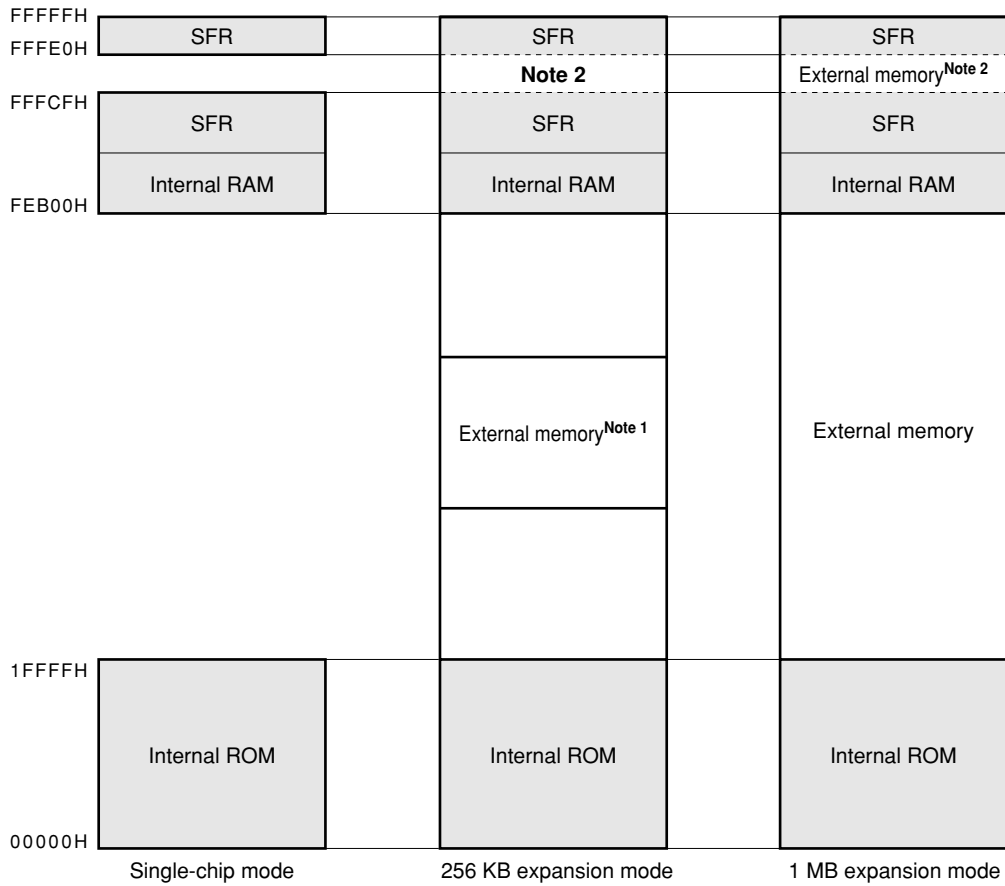 FFFFFH
SFR
SFR
SFR
FFFE0H
Note 2
External memoryNote 2
FFFCFH
SFR
SFR
SFR
Internal RAM
Internal RAM
Internal RAM
FEB00H
External memoryNote 1
External memory
1FFFFH
Internal ROM
Internal ROM
Internal ROM
00000H
Single-chip mode
256 KB expansion mode
1 MB expansion mode